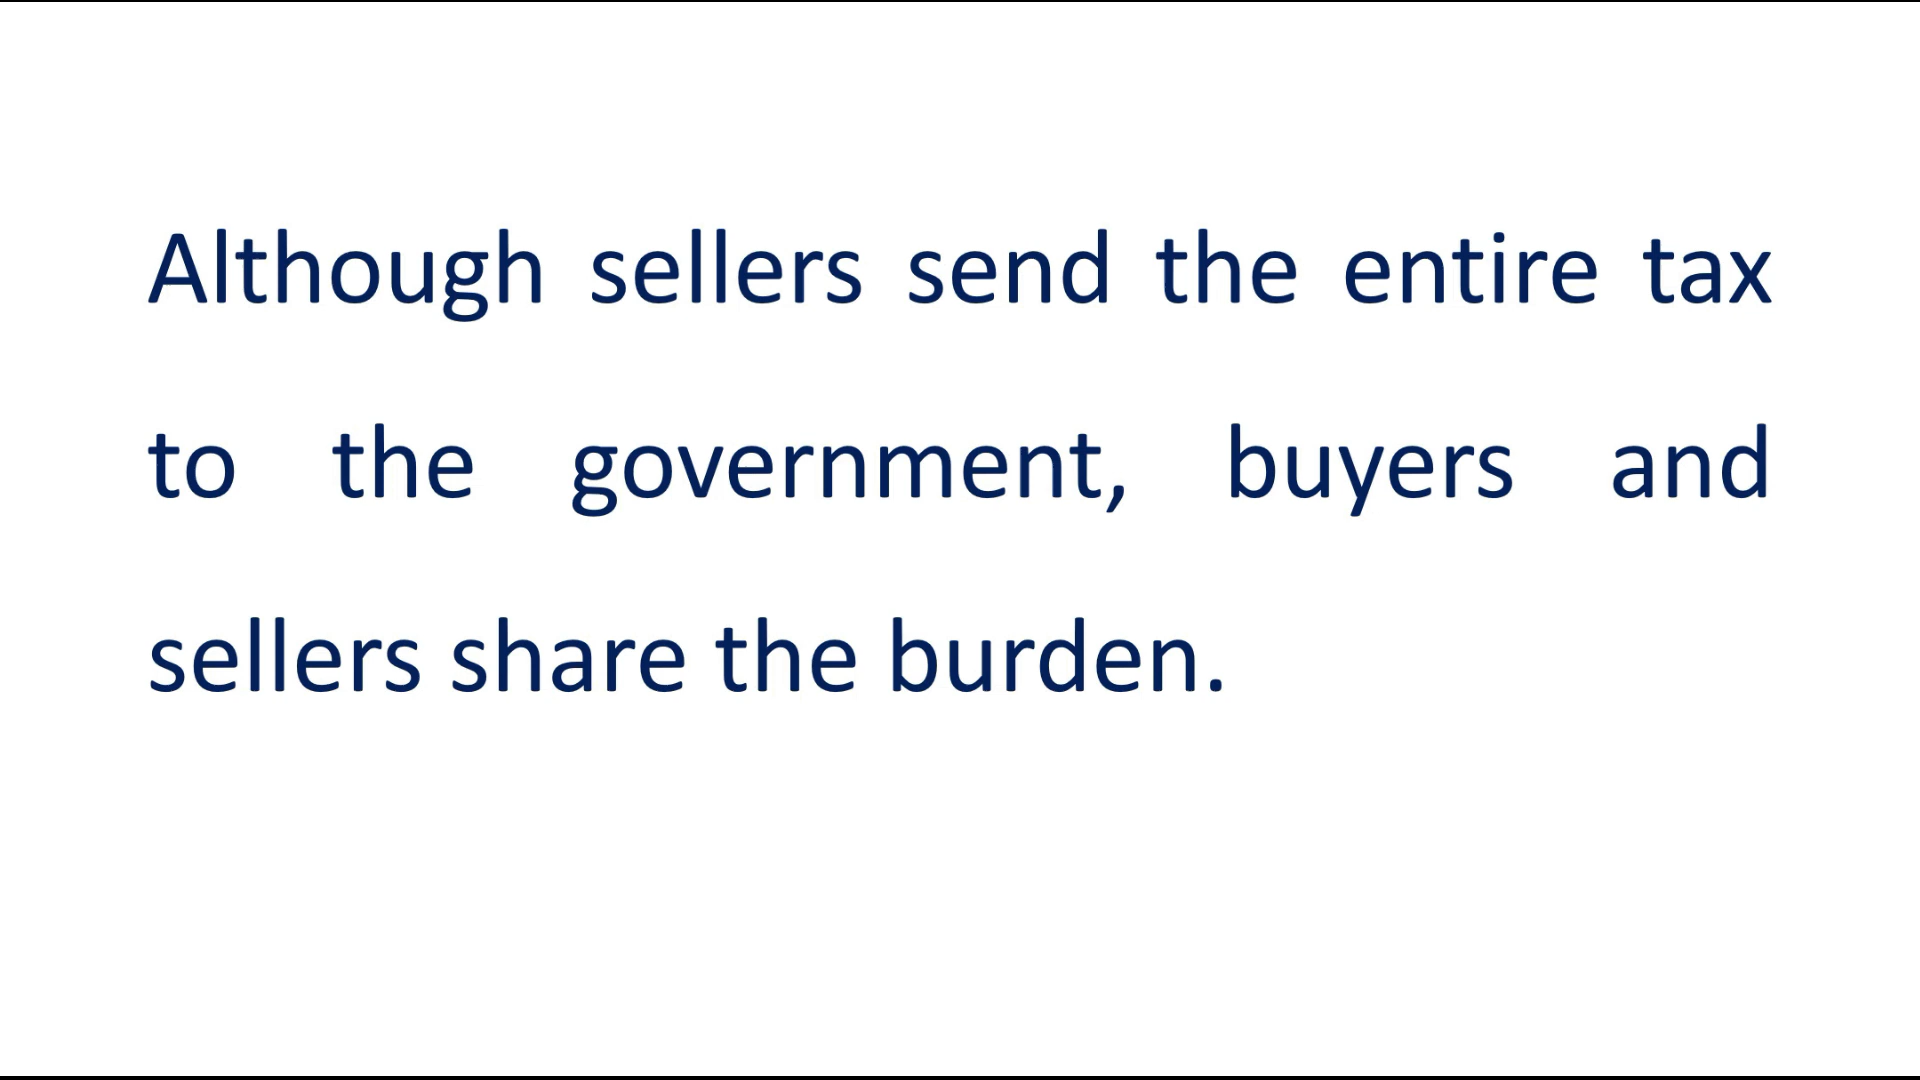 Although sellers send the entire tax
to the government, buyers and
sellers share the burden.